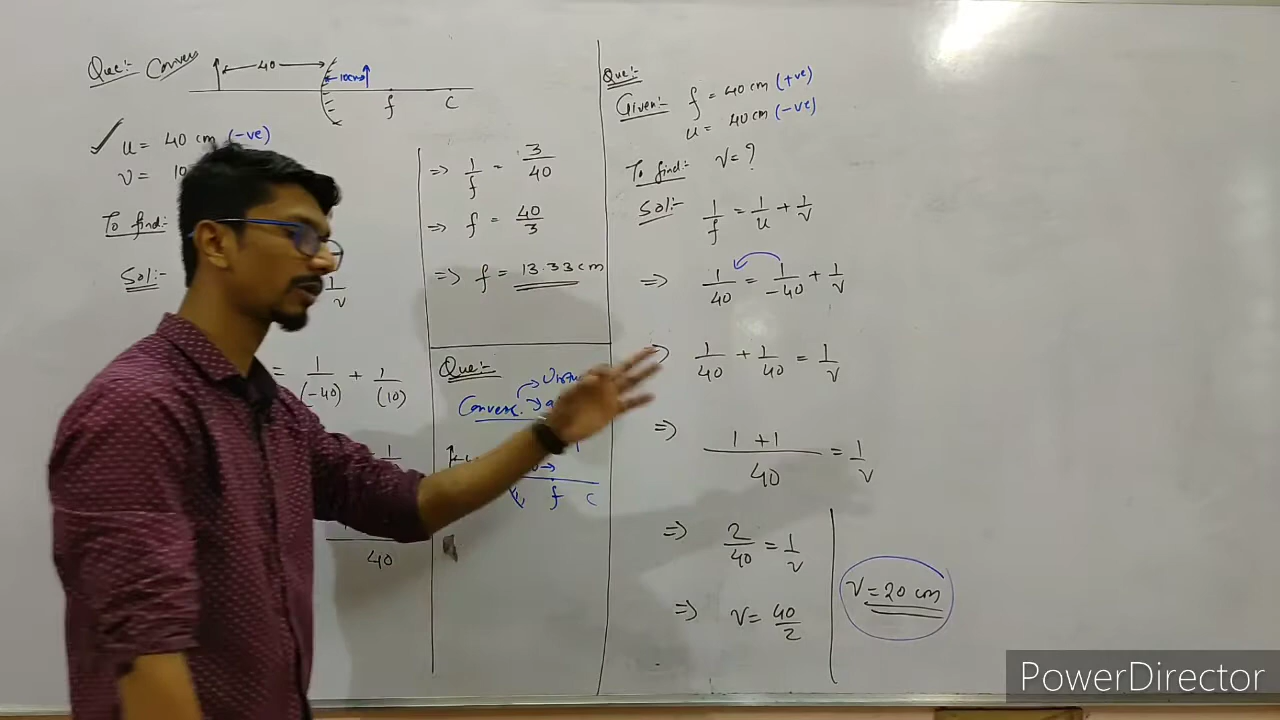 Que:- Convex
40
10cm
f C
u = 40 cm (-ve)
v = 10
To find:-
Sol:-
1/v
= 1/(-40) + 1/(10)
40
=> 1/f = 3/40
=> f = 40/3
=> f = 13.33 cm
Que:-
Convex.
f C
Que:-
Given:- f = 40 cm (+ve)
u = 40 cm (-ve)
To find:- v = ?
Sol:- 1/f = 1/u + 1/v
=> 1/40 = 1/-40 + 1/v
1/40 + 1/40 = 1/v
=> 1 + 1/40 = 1/v
=> 2/40 = 1/v
=> v = 40/2
v = 20 cm
PowerDirector